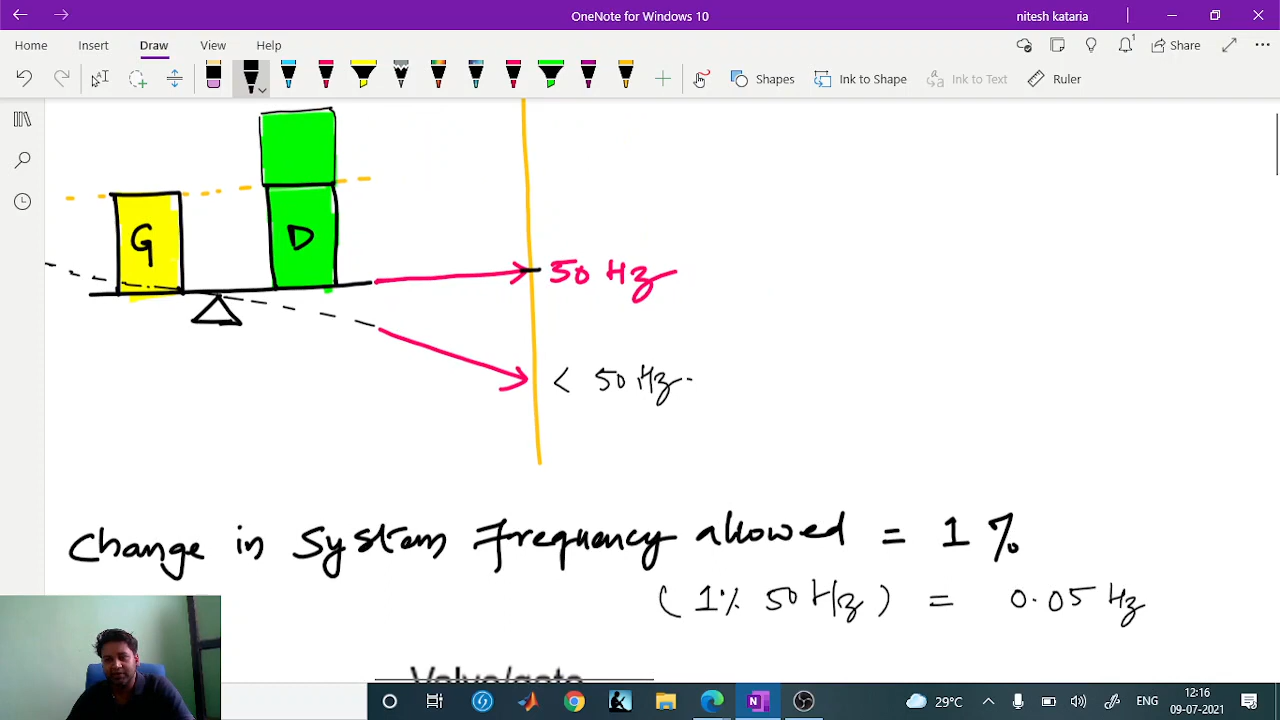 OneNote for Windows 10
nitesh kataria
Home Insert Draw View Help
Share
Shapes
Ink to Shape
Ink to Text
Ruler
G
D
50 Hz
< 50 Hz.
Change in System Frequency allowed = 1 %
(1% 50 Hz) = 0.05 Hz
Valve/gate
29°C
ENG
12:16
09-07-2021